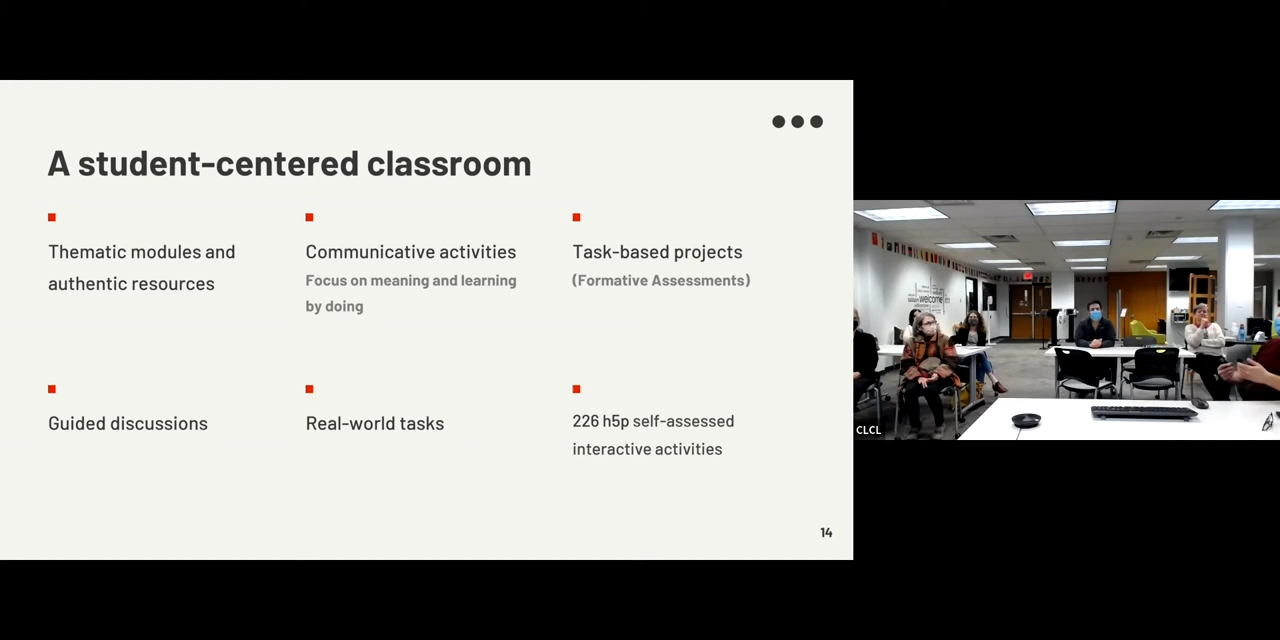 A student-centered classroom
Thematic modules and
authentic resources
Communicative activities
Focus on meaning and learning
by doing
Task-based projects
(Formative Assessments)
Guided discussions
Real-world tasks
226 h5p self-assessed
interactive activities
14
welcome
CLCL